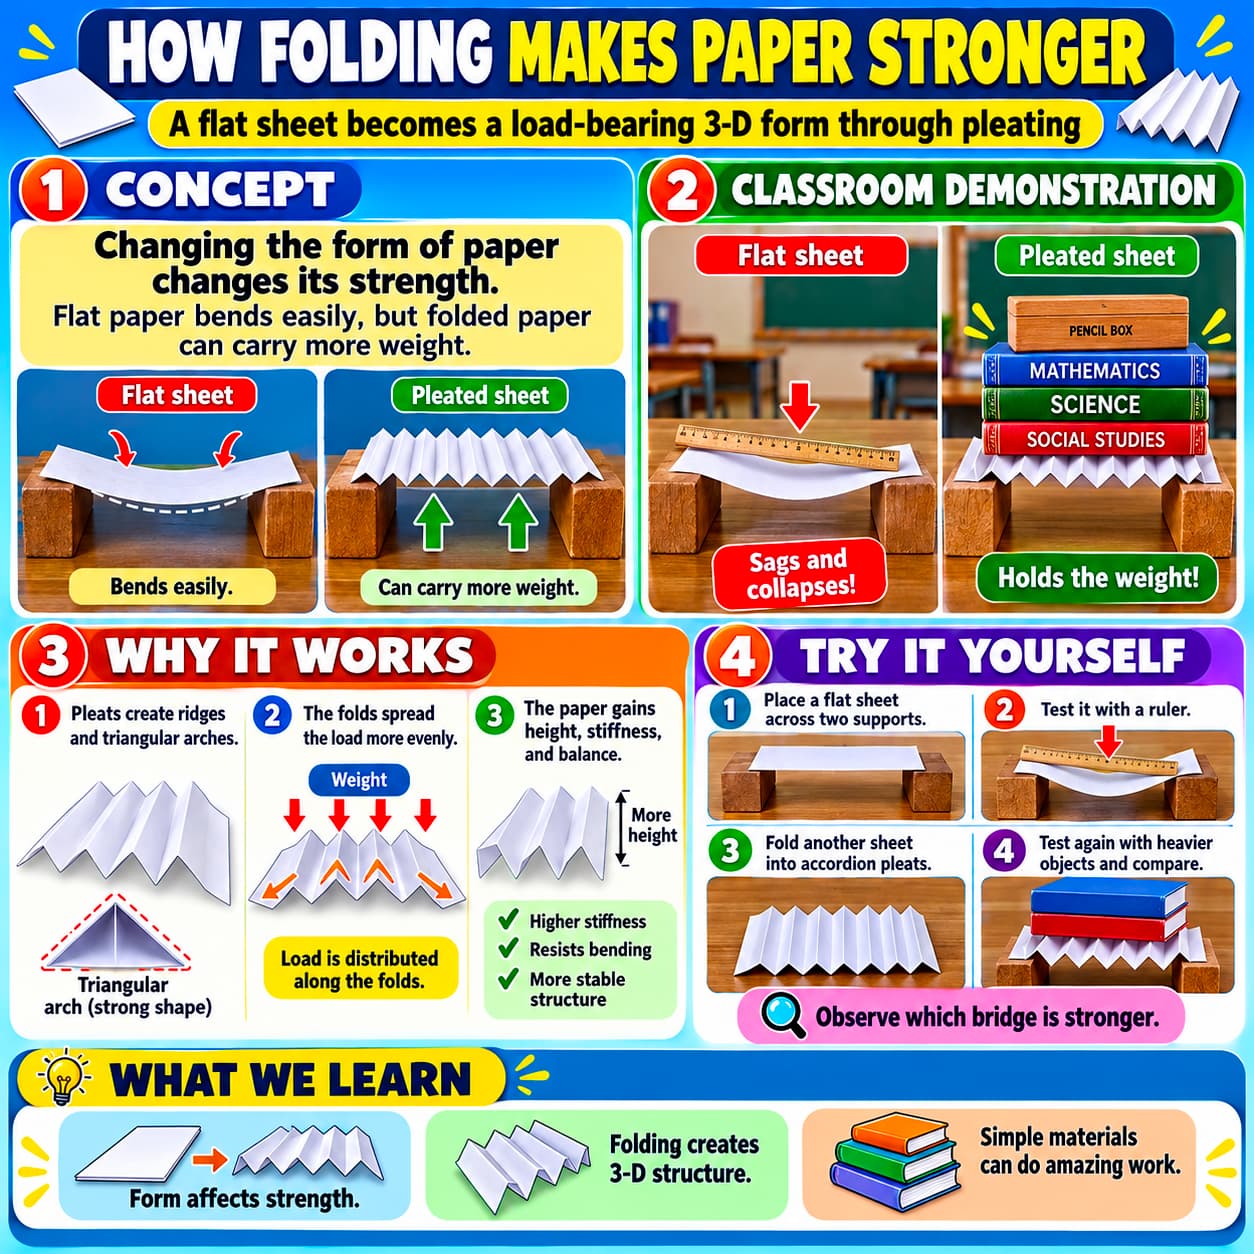 HOW FOLDING MAKES PAPER STRONGER
A flat sheet becomes a load-bearing 3-D form through pleating
1 CONCEPT
Changing the form of paper
changes its strength.
Flat paper bends easily, but folded paper
can carry more weight.
Flat sheet
Bends easily.
Pleated sheet
Can carry more weight.
2 CLASSROOM DEMONSTRATION
Flat sheet
Sags and
collapses!
Pleated sheet
PENCIL BOX
MATHEMATICS
SCIENCE
SOCIAL STUDIES
Holds the weight!
3 WHY IT WORKS
1 Pleats create ridges
and triangular arches.
Triangular
arch (strong shape)
2 The folds spread
the load more evenly.
Weight
Load is distributed
along the folds.
3 The paper gains
height, stiffness,
and balance.
More
height
Higher stiffness
Resists bending
More stable
structure
4 TRY IT YOURSELF
1 Place a flat sheet
across two supports.
2 Test it with a ruler.
3 Fold another sheet
into accordion pleats.
4 Test again with heavier
objects and compare.
Observe which bridge is stronger.
WHAT WE LEARN
Form affects strength.
Folding creates
3-D structure.
Simple materials
can do amazing work.